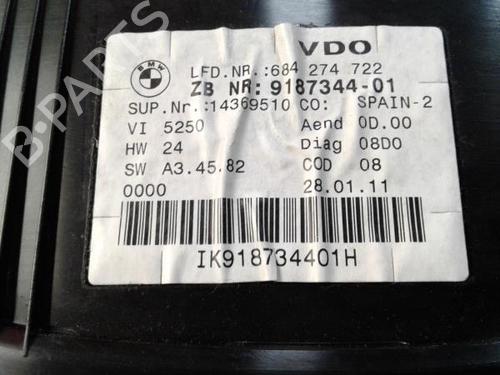 BMW VDO
LFD.NR.:684 274 722
ZB NR: 9187344-01
SUP.Nr.:14369510 CO: SPAIN-2
VI 5250 Aend 0D.00
HW 24 Diag 08D0
SW A3.45.82 COD 08
0000 28.01.11
IK918734401H
B-PARTS